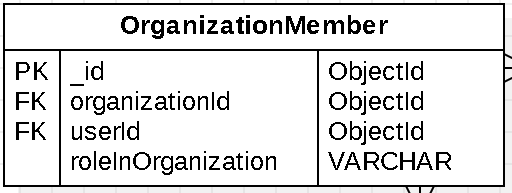 OrganizationMember
PK _id ObjectId
FK organizationId ObjectId
FK userId ObjectId
roleInOrganization VARCHAR